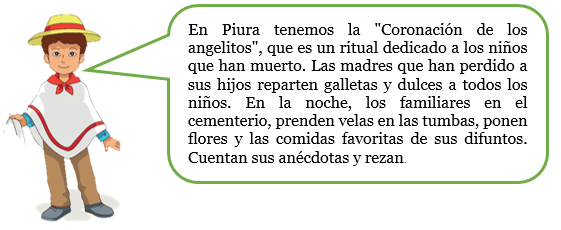 En Piura tenemos la "Coronación de los
angelitos", que es un ritual dedicado a los niños
que han muerto. Las madres que han perdido a
sus hijos reparten galletas y dulces a todos los
niños. En la noche, los familiares en el
cementerio, prenden velas en las tumbas, ponen
flores y las comidas favoritas de sus difuntos.
Cuentan sus anécdotas y rezan.